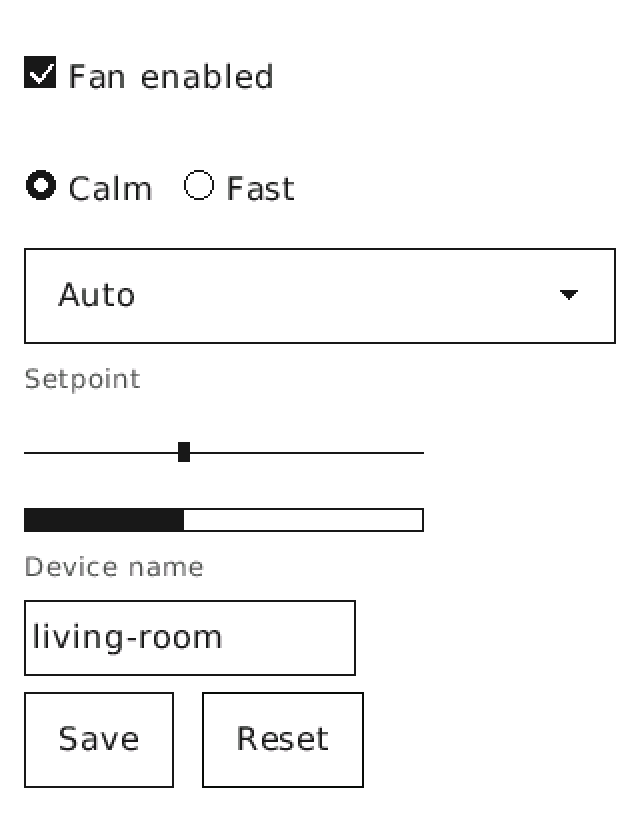 Fan enabled
Calm Fast
Auto
Setpoint
Device name
living-room
Save Reset